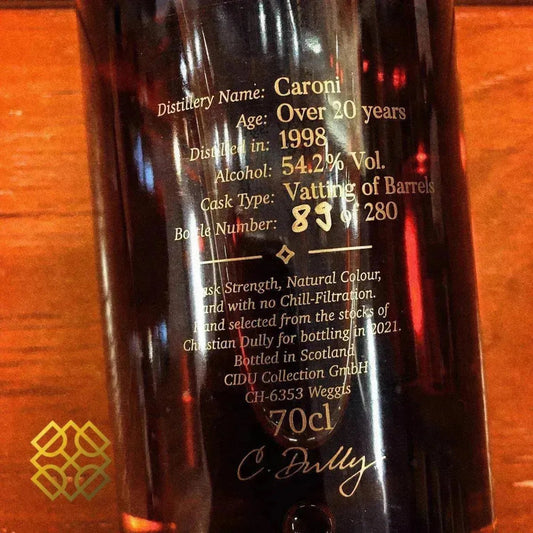 Distillery Name: Caroni
Age: Over 20 years
Distilled in: 1998
Alcohol: 54.2% Vol.
Cask Type: Vatting of Barrels
Bottle Number: 89 of 280
Cask Strength, Natural Colour,
and with no Chill-Filtration.
Hand selected from the stocks of
Christian Dully for bottling in 2021.
Bottled in Scotland
CIDU Collection GmbH
CH-6353 Weggis
70cl
C. Dully